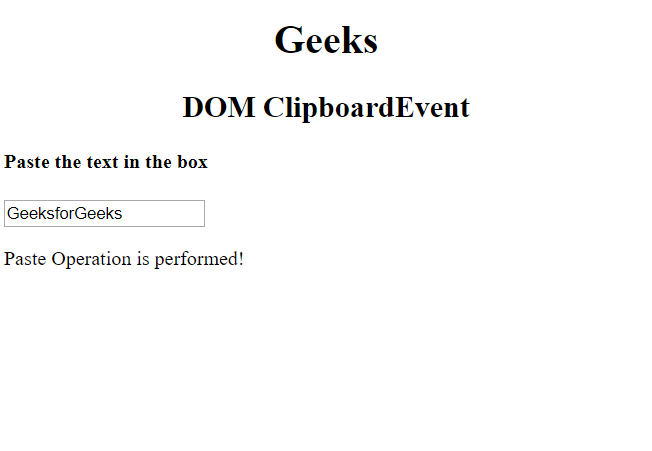 Geeks
DOM ClipboardEvent
Paste the text in the box
GeeksforGeeks
Paste Operation is performed!